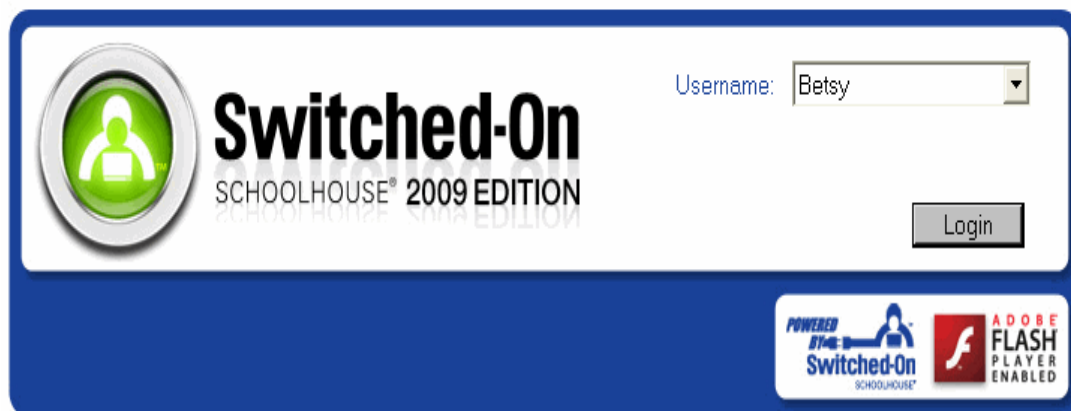 Username: Betsy
Switched-On
SCHOOLHOUSE® 2009 EDITION
Login
POWERED
BY
Switched-On
SCHOOLHOUSE®
ADOBE
FLASH
PLAYER
ENABLED